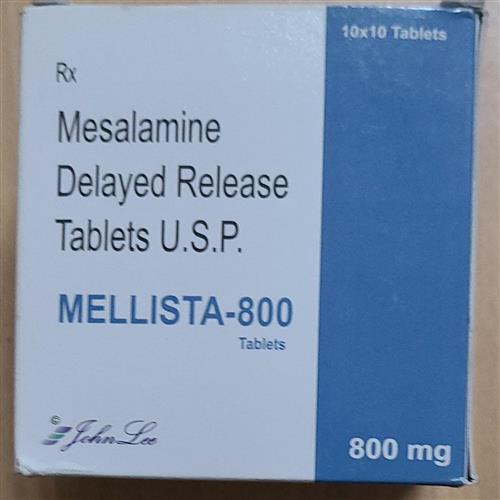 10x10 Tablets
Rx
Mesalamine
Delayed Release
Tablets U.S.P.
MELLISTA-800
Tablets
©
John Lee
800 mg